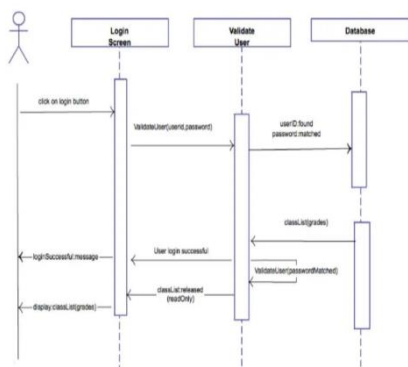 Login
Screen
Validate
User
Database
click on login button
ValidateUser(userid,password)
userID:found
password:matched
classList(grades)
User login successful
loginSuccessful:message
ValidateUser(passwordMatched)
classList:released
(readOnly)
display:classList(grades)